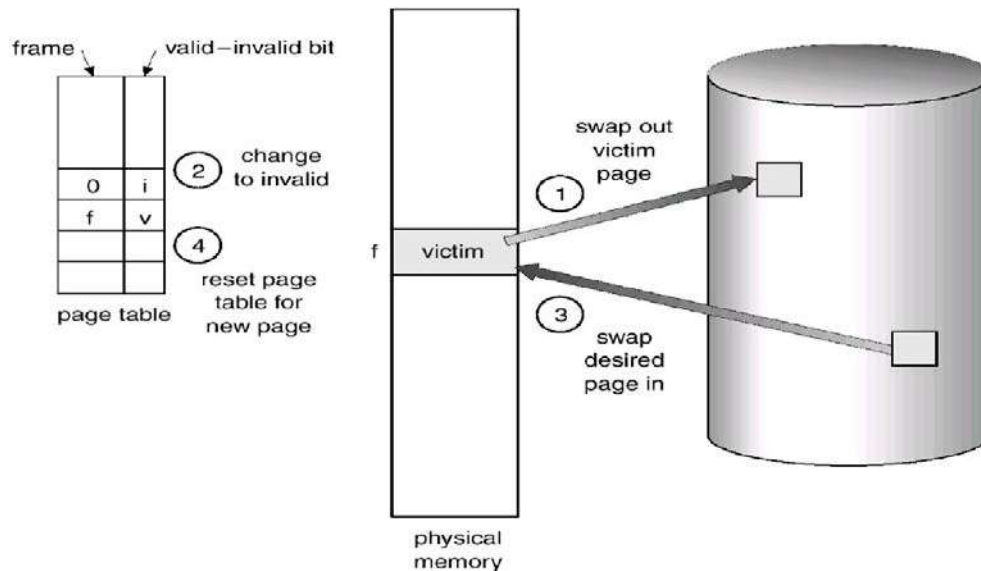 frame
valid–invalid bit
0
i
f
v
page table
2
change
to invalid
4
reset page
table for
new page
f
victim
physical
memory
swap out
victim
page
1
3
swap
desired
page in